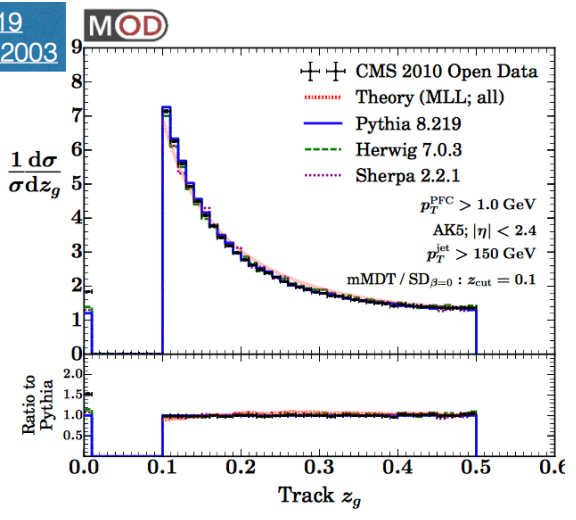 19
2003
MOD
CMS 2010 Open Data
Theory (MLL; all)
Pythia 8.219
Herwig 7.0.3
Sherpa 2.2.1
p_T^PFC > 1.0 GeV
AK5; |η| < 2.4
p_T^jet > 150 GeV
mMDT / SD_β=0 : z_cut = 0.1
1 dσ
σ dz_g
8
7
6
5
4
3
2
1
0
Ratio to
Pythia
2.0
1.5
1.0
0.5
0.0 0.1 0.2 0.3 0.4 0.5 0.6
Track z_g